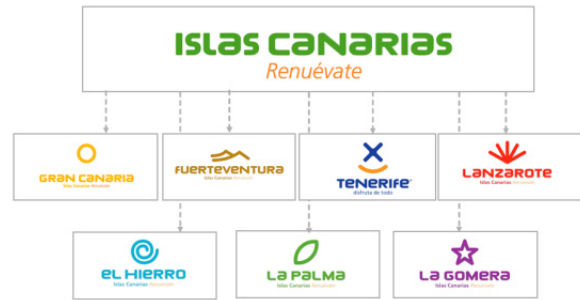 ISLAS CANARIAS
Renuévate
GRAN CANARIA
Islas Canarias Renuévate
FUERTEVENTURA
Islas Canarias Renuévate
TENERIFE
disfruta de todo
LANZAROTE
Islas Canarias Renuévate
EL HIERRO
Islas Canarias Renuévate
LA PALMA
Islas Canarias Renuévate
LA GOMERA
Islas Canarias Renuévate